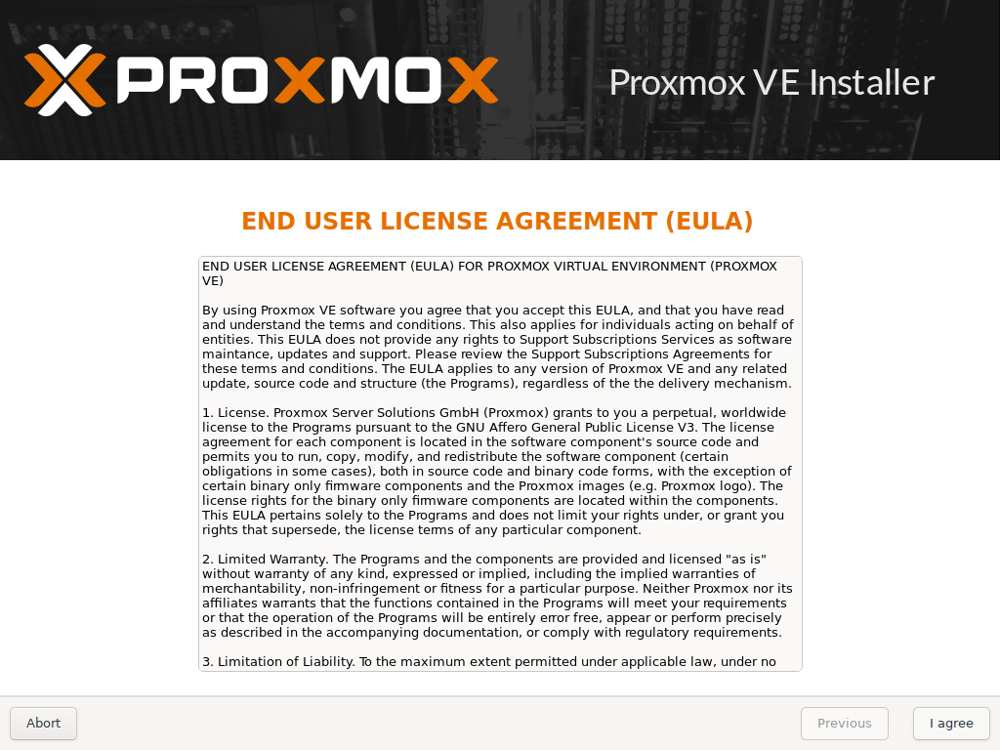 PROXMOX
Proxmox VE Installer
END USER LICENSE AGREEMENT (EULA)
END USER LICENSE AGREEMENT (EULA) FOR PROXMOX VIRTUAL ENVIRONMENT (PROXMOX
VE)
By using Proxmox VE software you agree that you accept this EULA, and that you have read
and understand the terms and conditions. This also applies for individuals acting on behalf of
entities. This EULA does not provide any rights to Support Subscriptions Services as software
maintance, updates and support. Please review the Support Subscriptions Agreements for
these terms and conditions. The EULA applies to any version of Proxmox VE and any related
update, source code and structure (the Programs), regardless of the the delivery mechanism.
1. License. Proxmox Server Solutions GmbH (Proxmox) grants to you a perpetual, worldwide
license to the Programs pursuant to the GNU Affero General Public License V3. The license
agreement for each component is located in the software component's source code and
permits you to run, copy, modify, and redistribute the software component (certain
obligations in some cases), both in source code and binary code forms, with the exception of
certain binary only firmware components and the Proxmox images (e.g. Proxmox logo). The
license rights for the binary only firmware components are located within the components.
This EULA pertains solely to the Programs and does not limit your rights under, or grant you
rights that supersede, the license terms of any particular component.
2. Limited Warranty. The Programs and the components are provided and licensed "as is"
without warranty of any kind, expressed or implied, including the implied warranties of
merchantability, non-infringement or fitness for a particular purpose. Neither Proxmox nor its
affiliates warrants that the functions contained in the Programs will meet your requirements
or that the operation of the Programs will be entirely error free, appear or perform precisely
as described in the accompanying documentation, or comply with regulatory requirements.
3. Limitation of Liability. To the maximum extent permitted under applicable law, under no
Abort
Previous
I agree